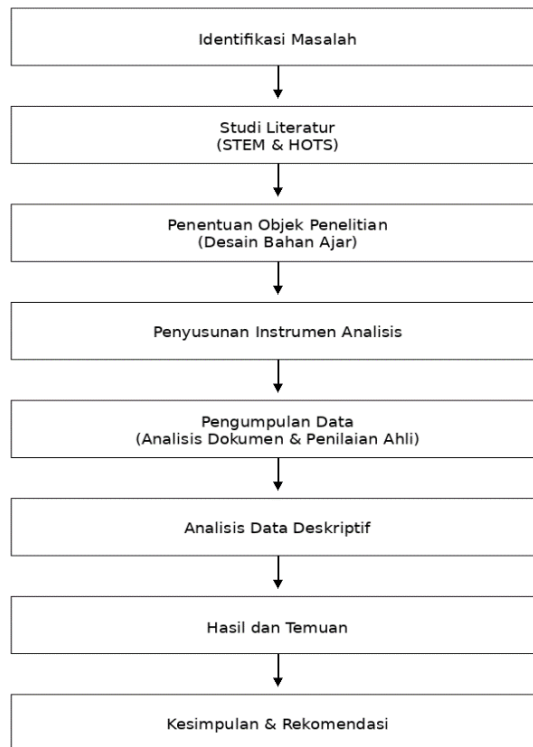 Identifikasi Masalah
Studi Literatur
(STEM & HOTS)
Penentuan Objek Penelitian
(Desain Bahan Ajar)
Penyusunan Instrumen Analisis
Pengumpulan Data
(Analisis Dokumen & Penilaian Ahli)
Analisis Data Deskriptif
Hasil dan Temuan
Kesimpulan & Rekomendasi